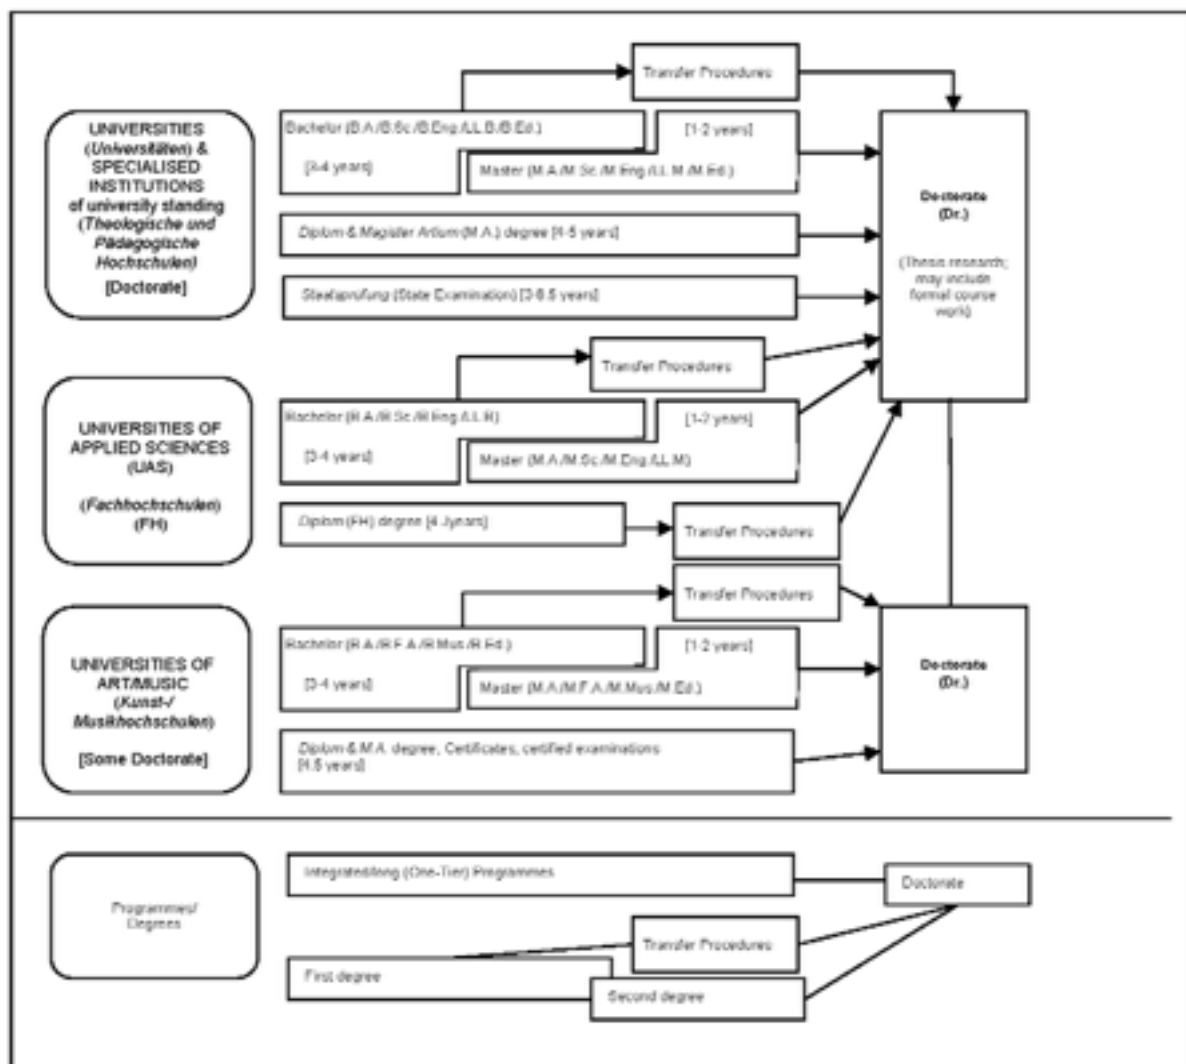 Transfer Procedures
UNIVERSITIES
(Universitäten) &
SPECIALISED
INSTITUTIONS
of university standing
(Theologische und
Pädagogische
Hochschulen)
[Doctorate]
Bachelor (B.A./B.Sc./B.Eng./LL.B./B.Ed.)
[3-4 years]
[1-2 years]
Master (M.A./M.Sc./M.Eng./LL.M./M.Ed.)
Diplom & Magister Artium (M.A.) degree [4-5 years]
Staatsprüfung (State Examination) [3-6.5 years]
Doctorate
(Dr.)
(Thesis research;
may include
formal course
work)
Transfer Procedures
UNIVERSITIES OF
APPLIED SCIENCES
(UAS)
(Fachhochschulen)
(FH)
Bachelor (B.A./B.Sc./B.Eng./LL.B)
[3-4 years]
[1-2 years]
Master (M.A./M.Sc./M.Eng./LL.M)
Diplom (FH) degree [4
Transfer Procedures
Transfer Procedures
UNIVERSITIES OF
ART/MUSIC
(Kunst-/
Musikhochschulen)
[Some Doctorate]
Bachelor (B.A./B.F.A./B.Mus./B.Ed.)
[3-4 years]
[1-2 years]
Master (M.A./M.F.A./M.Mus./M.Ed.)
Diplom & M.A. degree, Certificates, certified examinations
[4.5 years]
Doctorate
(Dr.)
Programmes/
Degrees
Integrated/long (One-Tier) Programmes
Doctorate
Transfer Procedures
First degree
Second degree